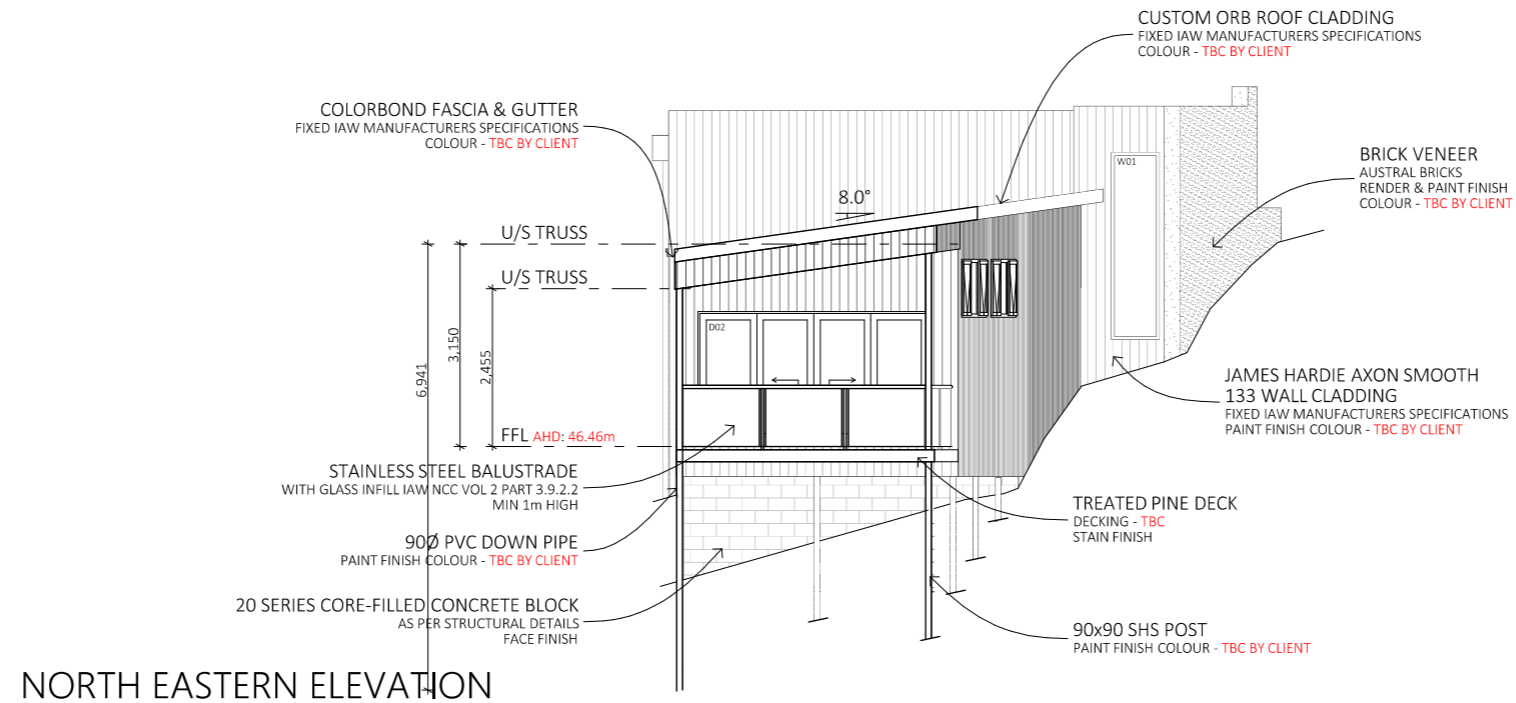 CUSTOM ORB ROOF CLADDING
FIXED IAW MANUFACTURERS SPECIFICATIONS
COLOUR - TBC BY CLIENT
COLORBOND FASCIA & GUTTER
FIXED IAW MANUFACTURERS SPECIFICATIONS
COLOUR - TBC BY CLIENT
BRICK VENEER
AUSTRAL BRICKS
RENDER & PAINT FINISH
COLOUR - TBC BY CLIENT
W01
8.0°
U/S TRUSS
U/S TRUSS
D02
6,941
3,150
2,455
JAMES HARDIE AXON SMOOTH
133 WALL CLADDING
FIXED IAW MANUFACTURERS SPECIFICATIONS
PAINT FINISH COLOUR - TBC BY CLIENT
FFL AHD: 46.46m
STAINLESS STEEL BALUSTRADE
WITH GLASS INFILL IAW NCC VOL 2 PART 3.9.2.2
MIN 1m HIGH
TREATED PINE DECK
DECKING - TBC
STAIN FINISH
90Ø PVC DOWN PIPE
PAINT FINISH COLOUR - TBC BY CLIENT
20 SERIES CORE-FILLED CONCRETE BLOCK
AS PER STRUCTURAL DETAILS
FACE FINISH
90x90 SHS POST
PAINT FINISH COLOUR - TBC BY CLIENT
NORTH EASTERN ELEVATION